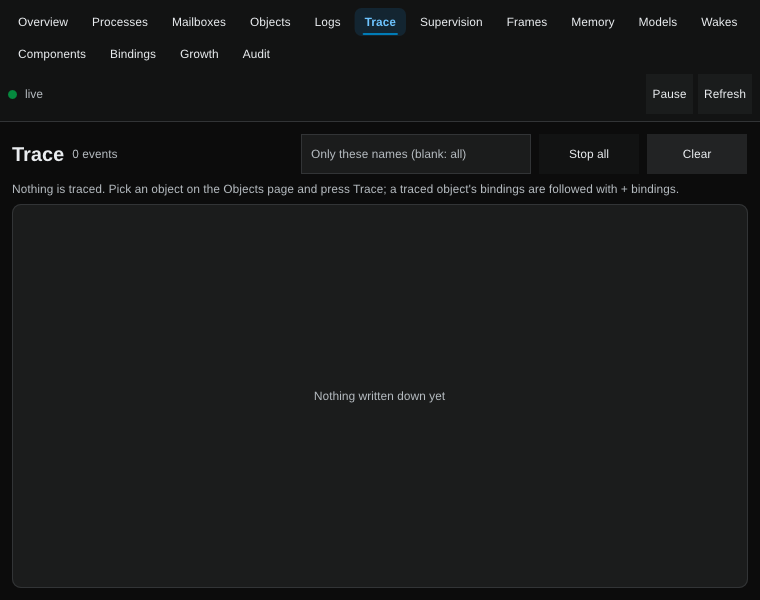 Overview Processes Mailboxes Objects Logs Trace Supervision Frames Memory Models Wakes
Components Bindings Growth Audit
live Pause Refresh
Trace 0 events Only these names (blank: all) Stop all Clear
Nothing is traced. Pick an object on the Objects page and press Trace; a traced object's bindings are followed with + bindings.
Nothing written down yet